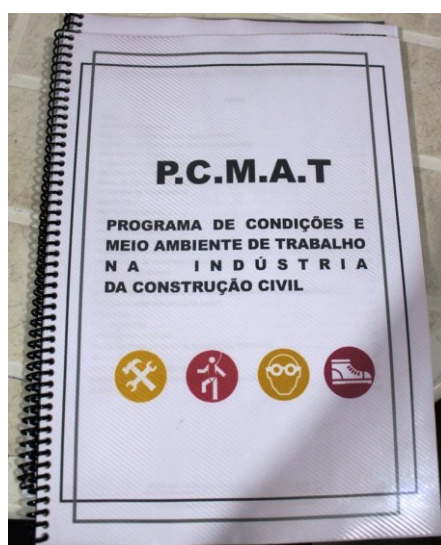 P.C.M.A.T
PROGRAMA DE CONDIÇÕES E
MEIO AMBIENTE DE TRABALHO
NA INDÚSTRIA
DA CONSTRUÇÃO CIVIL